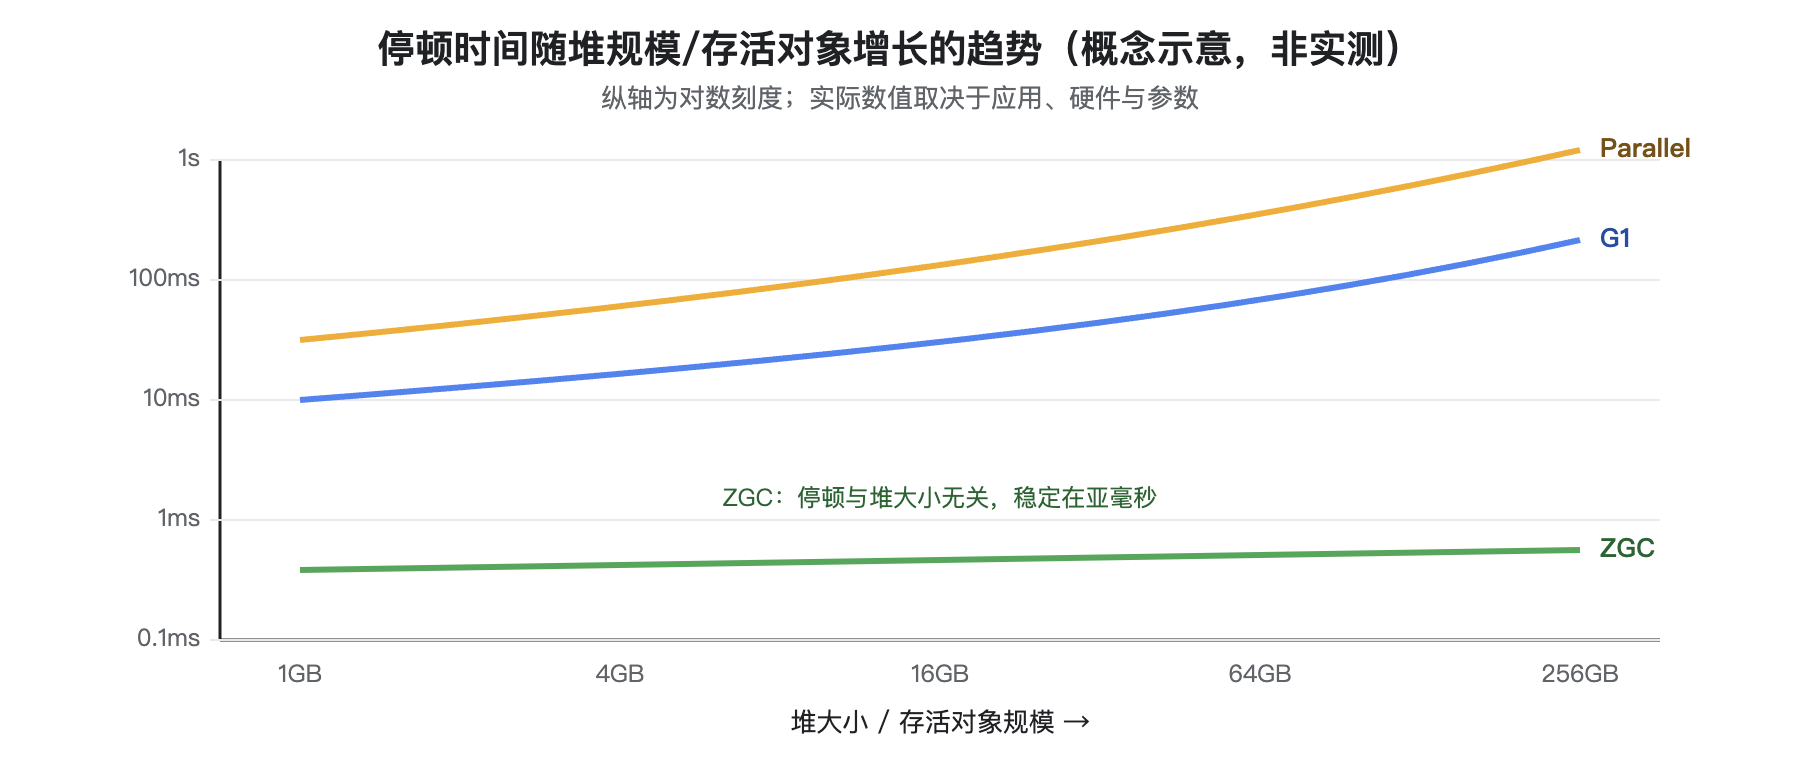 停顿时间随堆规模/存活对象增长的趋势（概念示意，非实测）
纵轴为对数刻度；实际数值取决于应用、硬件与参数
1s
Parallel
G1
100ms
10ms
ZGC：停顿与堆大小无关，稳定在亚毫秒
1ms
ZGC
0.1ms
1GB 4GB 16GB 64GB 256GB
堆大小 / 存活对象规模 →